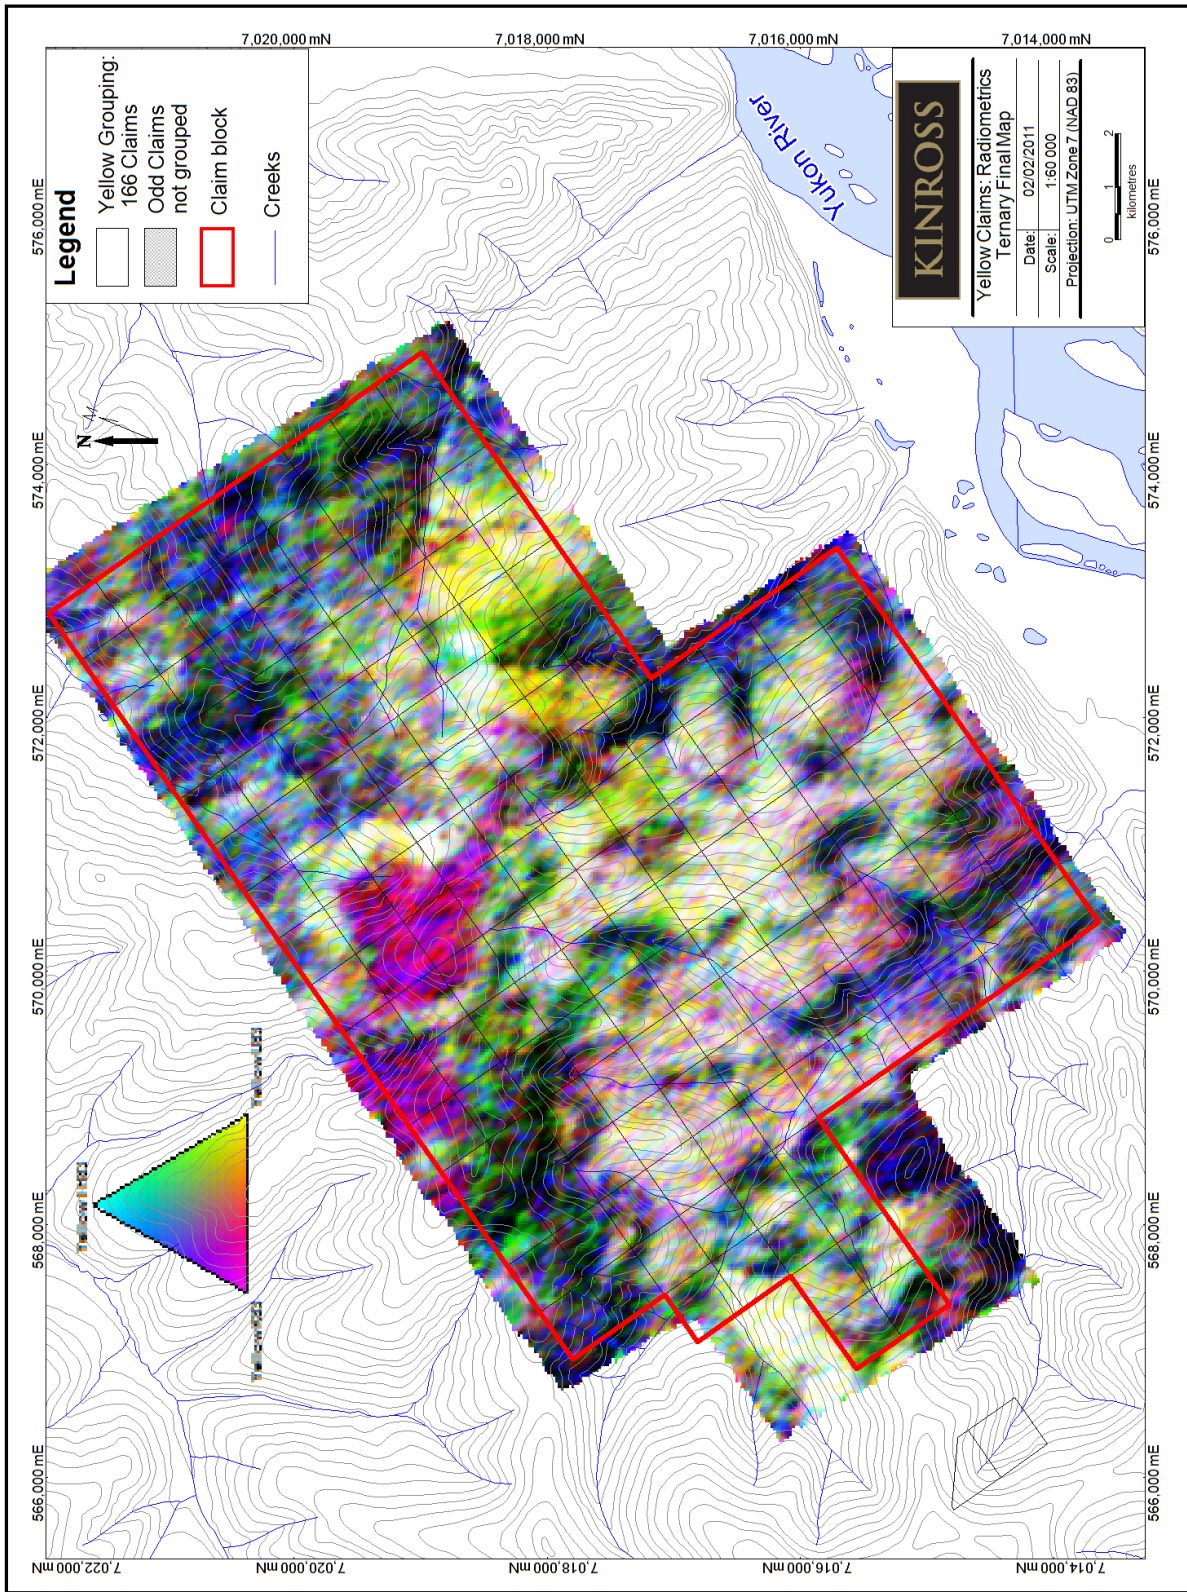 Legend
Yellow Grouping:
166 Claims
Odd Claims
not grouped
Claim block
Creeks
N
Yukon River
KINROSS
Yellow Claims: Radiometrics
Ternary Final Map
Date: 02/02/2011
Scale: 1:60 000
Projection: UTM Zone 7 (NAD 83)
0 1 2
kilometres
566,000 mE
568,000 mE
570,000 mE
572,000 mE
574,000 mE
576,000 mE
566,000 mE
568,000 mE
570,000 mE
572,000 mE
574,000 mE
576,000 mE
7,022,000 mN
7,020,000 mN
7,018,000 mN
7,016,000 mN
7,014,000 mN
7,020,000 mN
7,018,000 mN
7,016,000 mN
7,014,000 mN